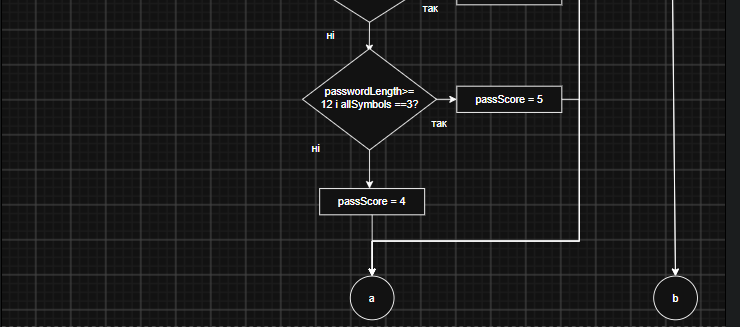 так
ні
passwordLength>=
12 і allSymbols ==3?
passScore = 5
так
ні
passScore = 4
a
b